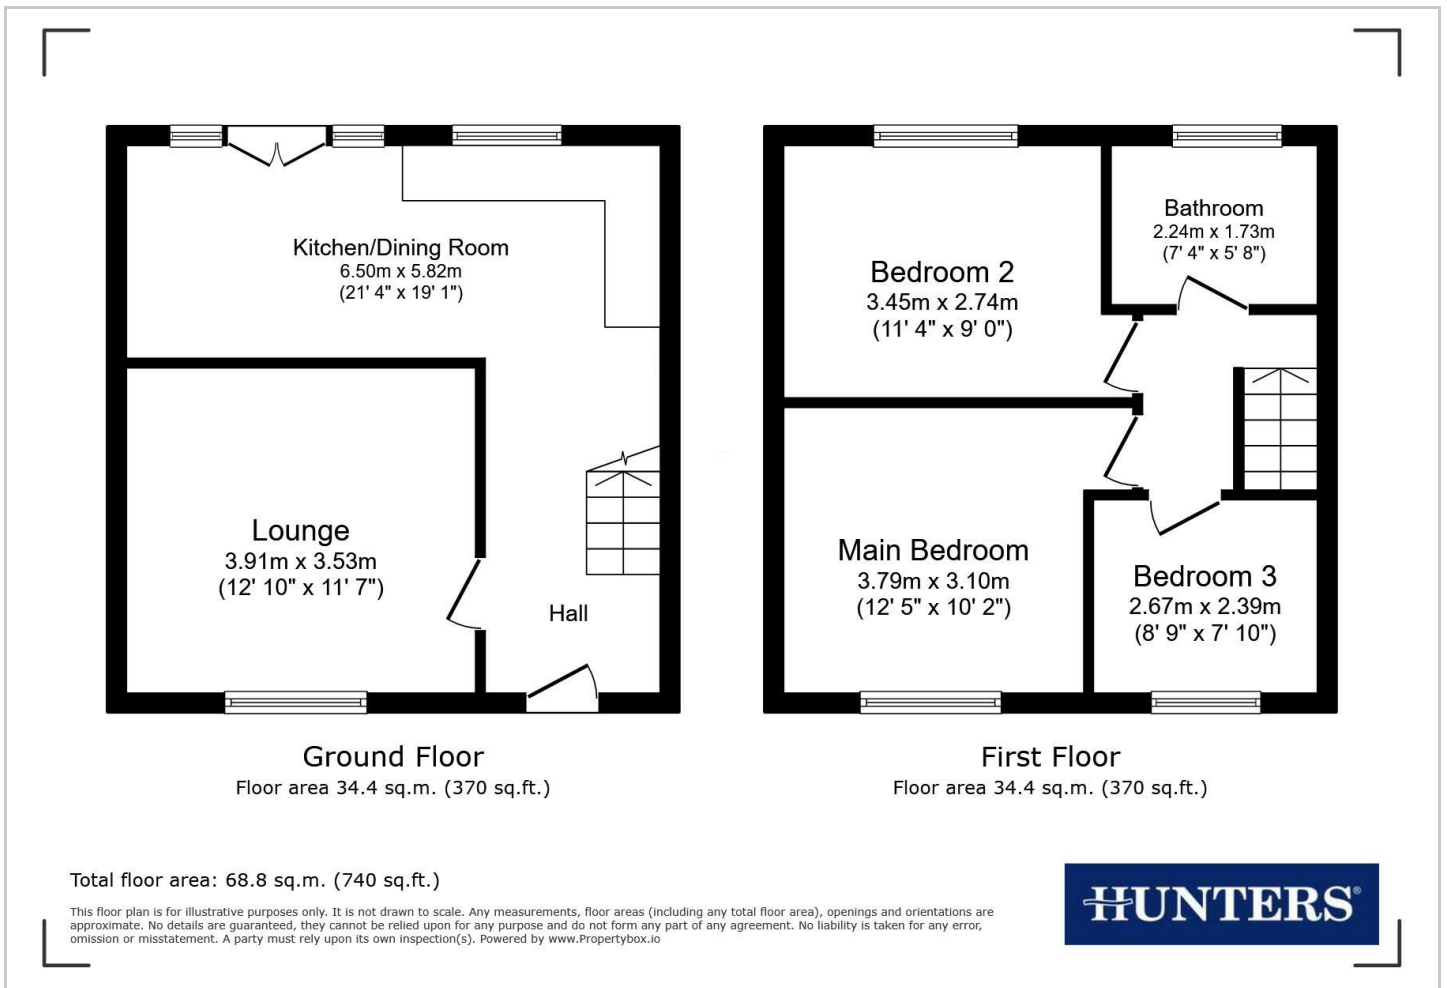 Kitchen/Dining Room
6.50m x 5.82m
(21' 4" x 19' 1")
Lounge
3.91m x 3.53m
(12' 10" x 11' 7")
Hall
Ground Floor
Floor area 34.4 sq.m. (370 sq.ft.)
Bedroom 2
3.45m x 2.74m
(11' 4" x 9' 0")
Bathroom
2.24m x 1.73m
(7' 4" x 5' 8")
Main Bedroom
3.79m x 3.10m
(12' 5" x 10' 2")
Bedroom 3
2.67m x 2.39m
(8' 9" x 7' 10")
First Floor
Floor area 34.4 sq.m. (370 sq.ft.)
Total floor area: 68.8 sq.m. (740 sq.ft.)
This floor plan is for illustrative purposes only. It is not drawn to scale. Any measurements, floor areas (including any total floor area), openings and orientations are
approximate. No details are guaranteed, they cannot be relied upon for any purpose and do not form any part of any agreement. No liability is taken for any error,
omission or misstatement. A party must rely upon its own inspection(s). Powered by www.Propertybox.io
HUNTERS®